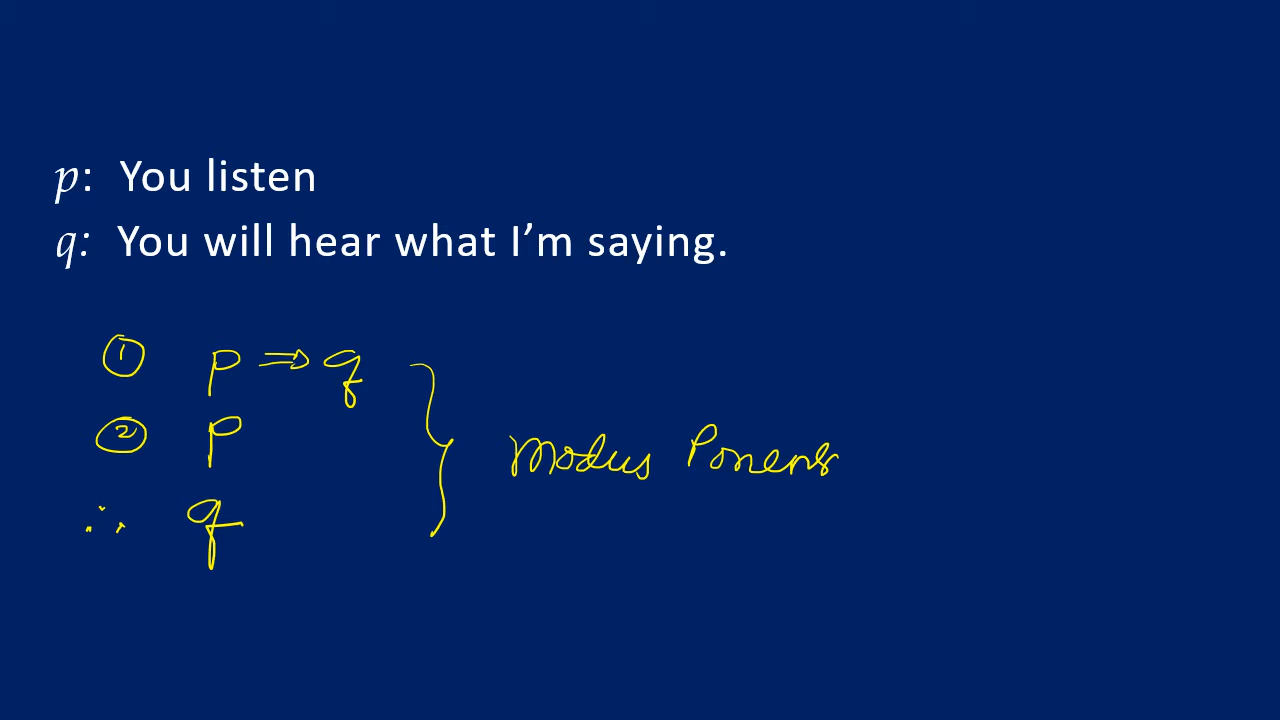 p: You listen
q: You will hear what I’m saying.
① p ⇒ q
② p
∴ q
Modus Ponens